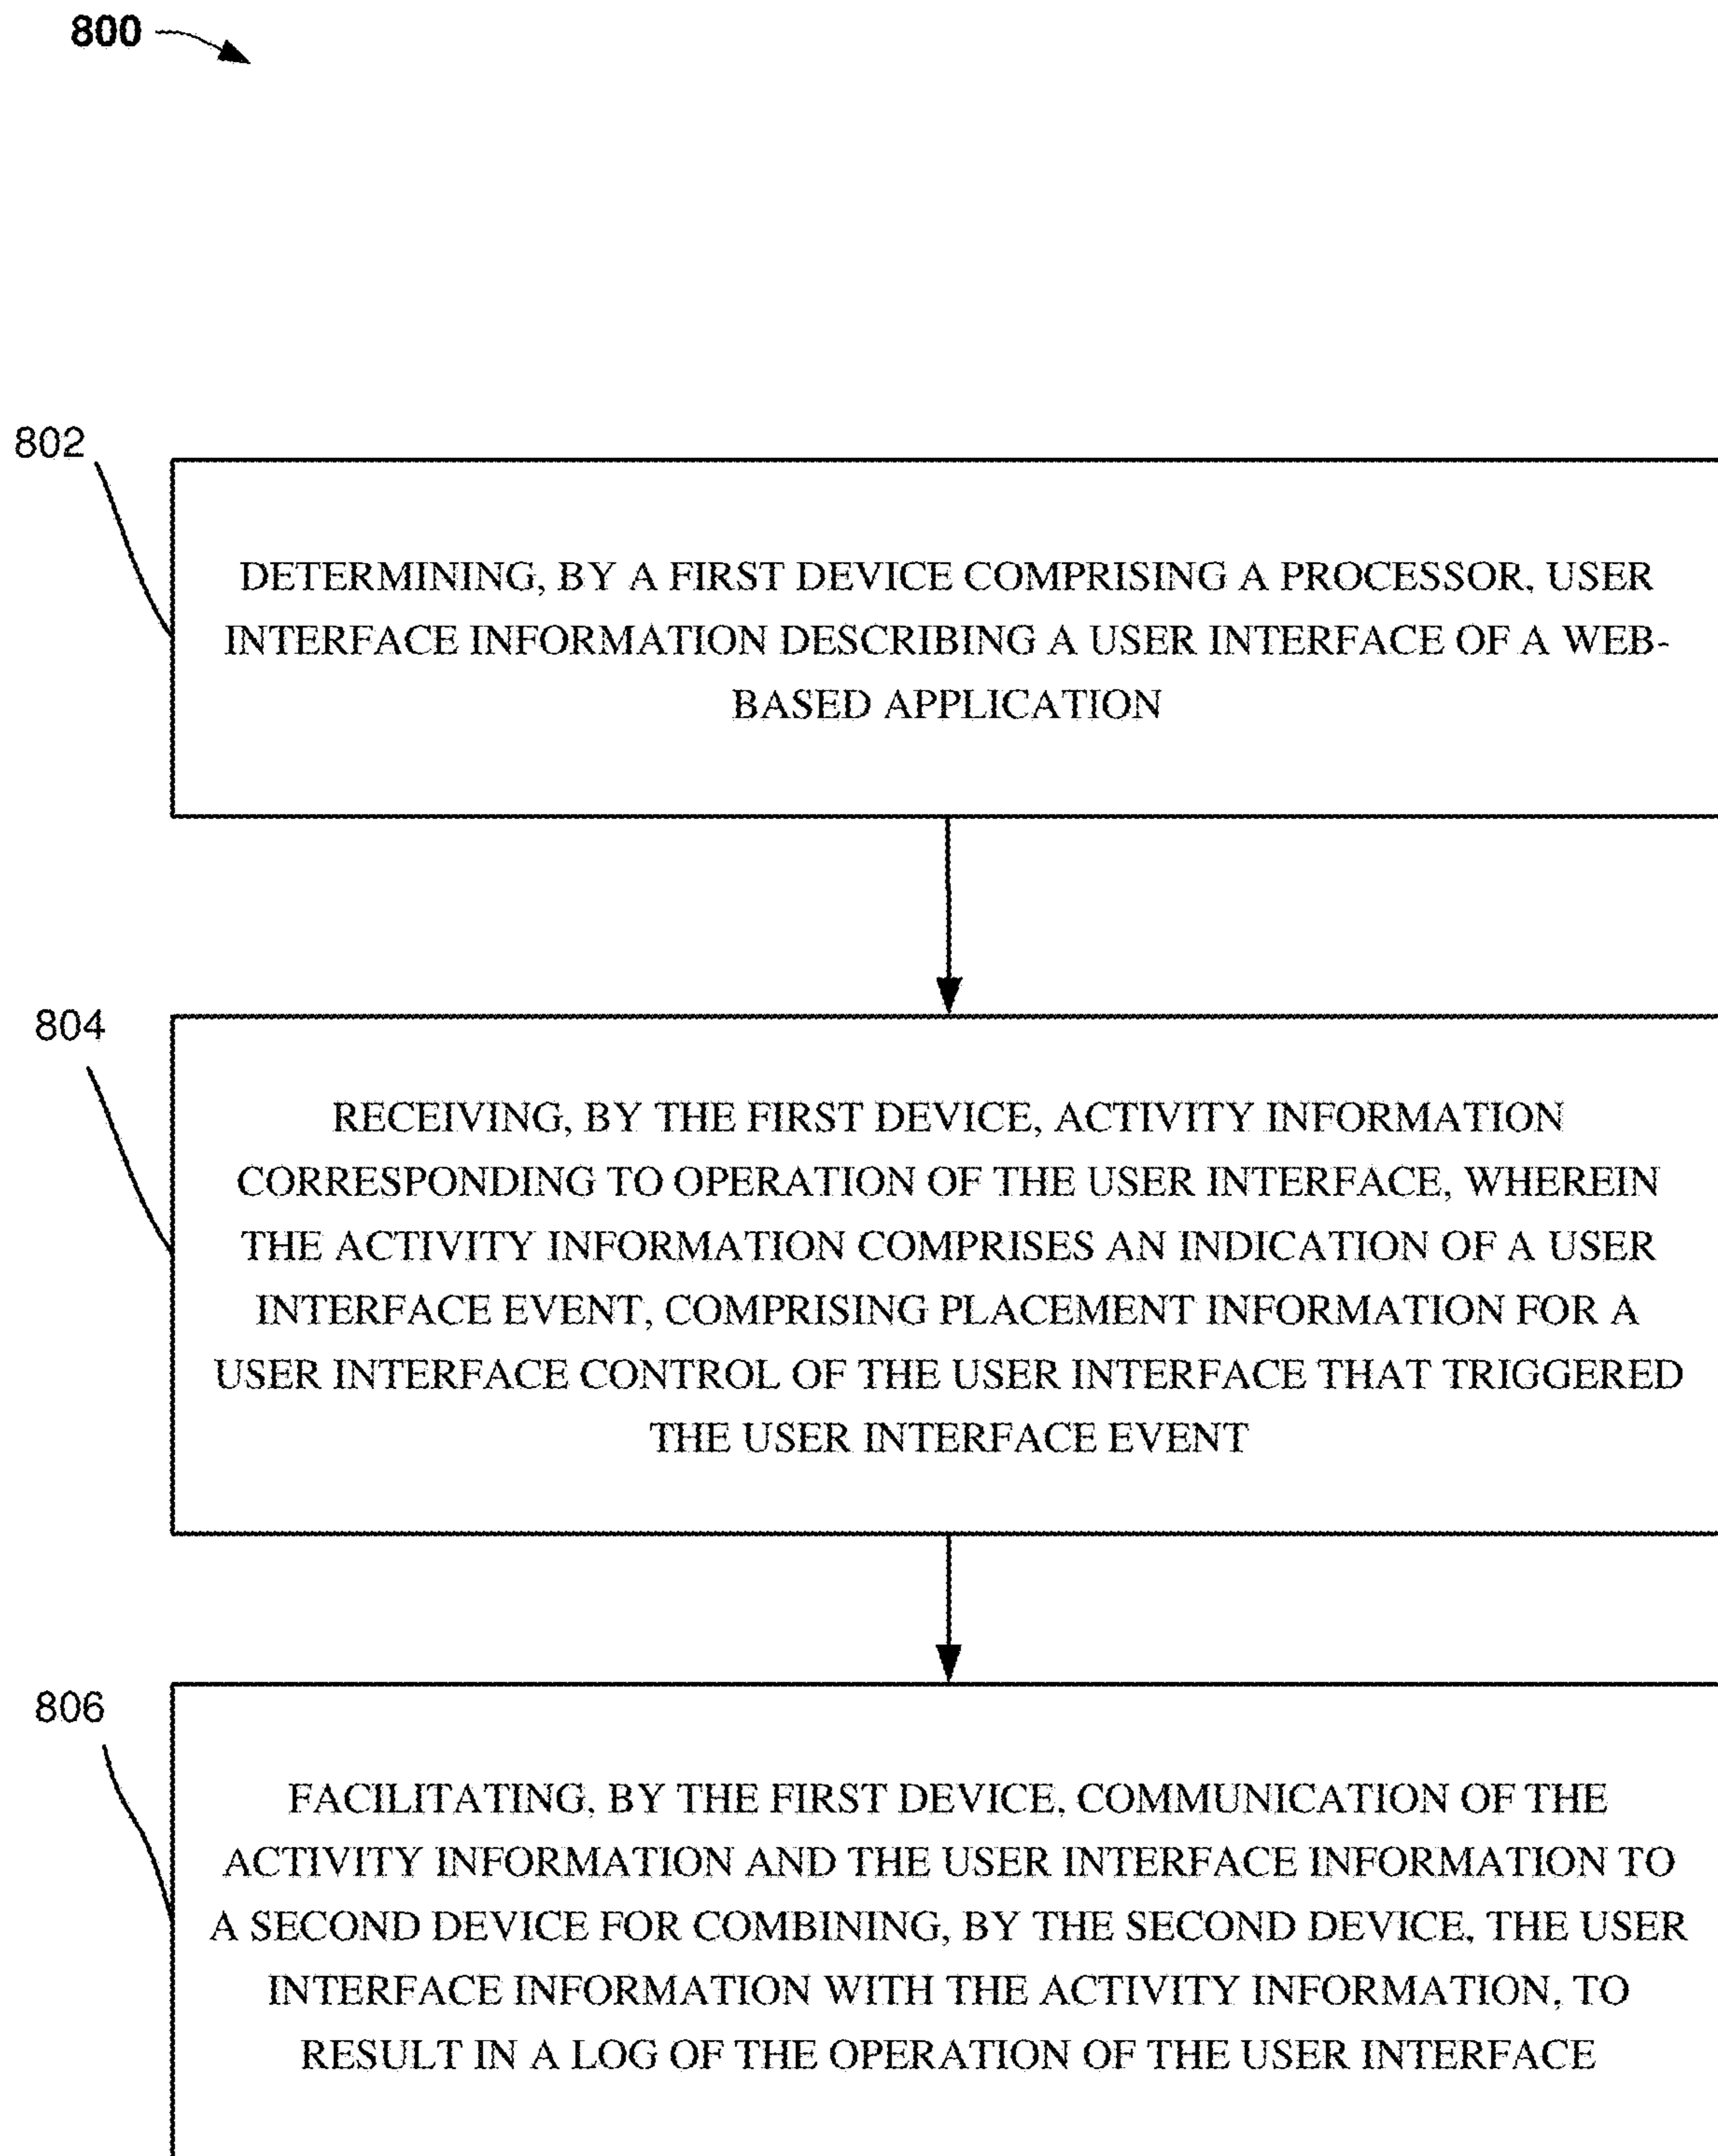 800
802
DETERMINING, BY A FIRST DEVICE COMPRISING A PROCESSOR, USER
INTERFACE INFORMATION DESCRIBING A USER INTERFACE OF A WEB-
BASED APPLICATION
804
RECEIVING, BY THE FIRST DEVICE, ACTIVITY INFORMATION
CORRESPONDING TO OPERATION OF THE USER INTERFACE, WHEREIN
THE ACTIVITY INFORMATION COMPRISES AN INDICATION OF A USER
INTERFACE EVENT, COMPRISING PLACEMENT INFORMATION FOR A
USER INTERFACE CONTROL OF THE USER INTERFACE THAT TRIGGERED
THE USER INTERFACE EVENT
806
FACILITATING, BY THE FIRST DEVICE, COMMUNICATION OF THE
ACTIVITY INFORMATION AND THE USER INTERFACE INFORMATION TO
A SECOND DEVICE FOR COMBINING, BY THE SECOND DEVICE, THE USER
INTERFACE INFORMATION WITH THE ACTIVITY INFORMATION, TO
RESULT IN A LOG OF THE OPERATION OF THE USER INTERFACE